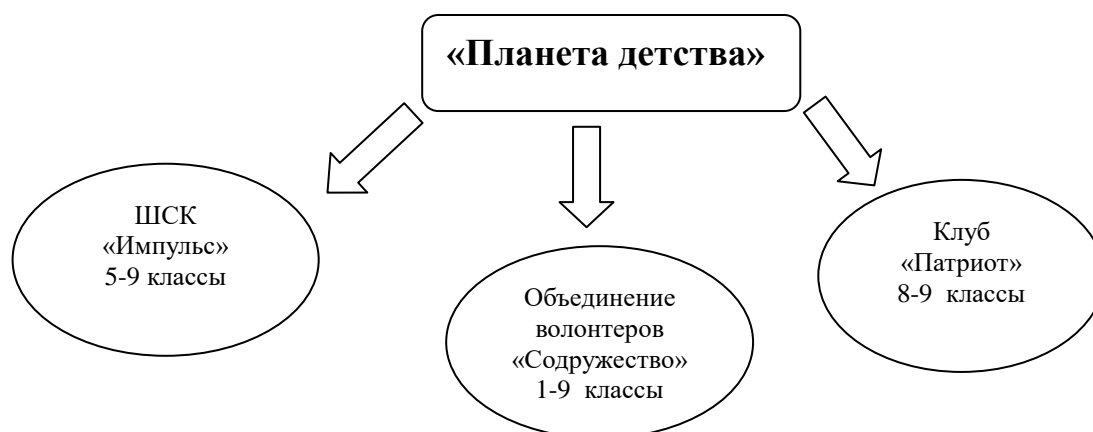 «Планета детства»
ШСК
«Импульс»
5-9 классы
Объединение
волонтеров
«Содружество»
1-9 классы
Клуб
«Патриот»
8-9 классы